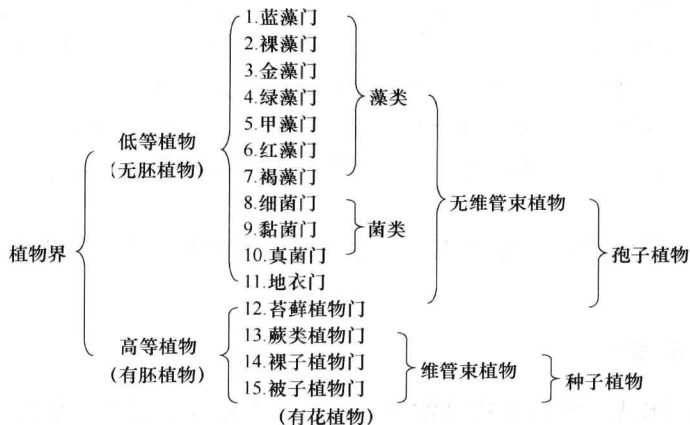 1.蓝藻门
2.裸藻门
3.金藻门
4.绿藻门
藻类
5.甲藻门
低等植物
(无胚植物)
6.红藻门
7.褐藻门
8.细菌门
无维管束植物
9.黏菌门
菌类
植物界
10.真菌门
孢子植物
11.地衣门
12.苔藓植物门
13.蕨类植物门
高等植物
(有胚植物)
14.裸子植物门
维管束植物
15.被子植物门
种子植物
(有花植物)